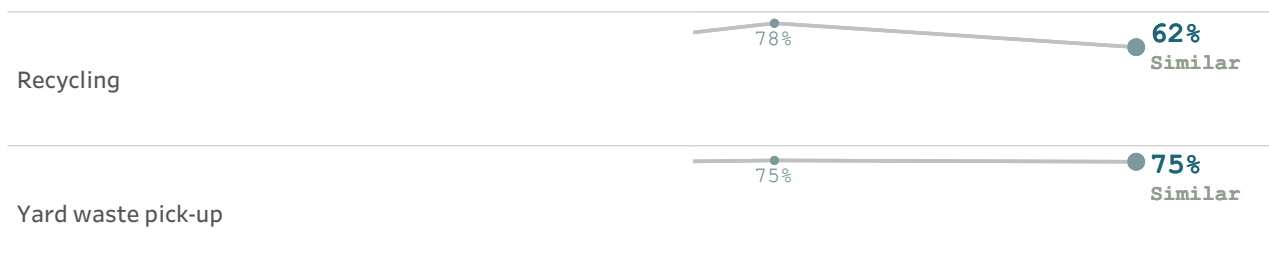 78%
62%
Similar
Recycling
75%
75%
Similar
Yard waste pick-up